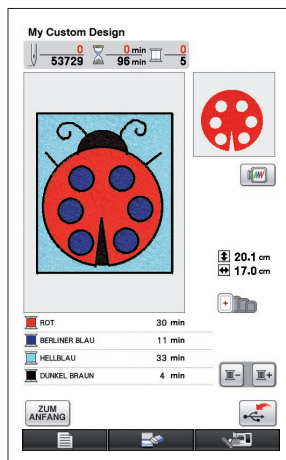 My Custom Design
0 0 min 0
53729 96 min 5
20.1 cm
17.0 cm
ROT 30 min
BERLINER BLAU 11 min
HELLBLAU 33 min
DUNKEL BRAUN 4 min
ZUM
ANFANG